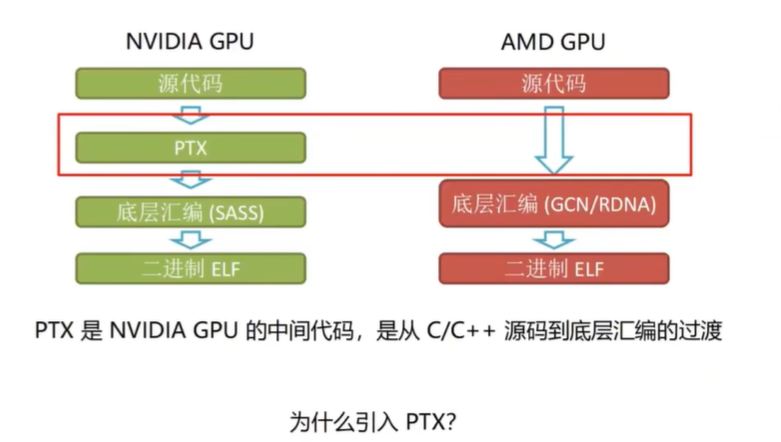 NVIDIA GPU
AMD GPU
源代码
源代码
PTX
底层汇编 (SASS)
底层汇编 (GCN/RDNA)
二进制 ELF
二进制 ELF
PTX 是 NVIDIA GPU 的中间代码，是从 C/C++ 源码到底层汇编的过渡
为什么引入 PTX?